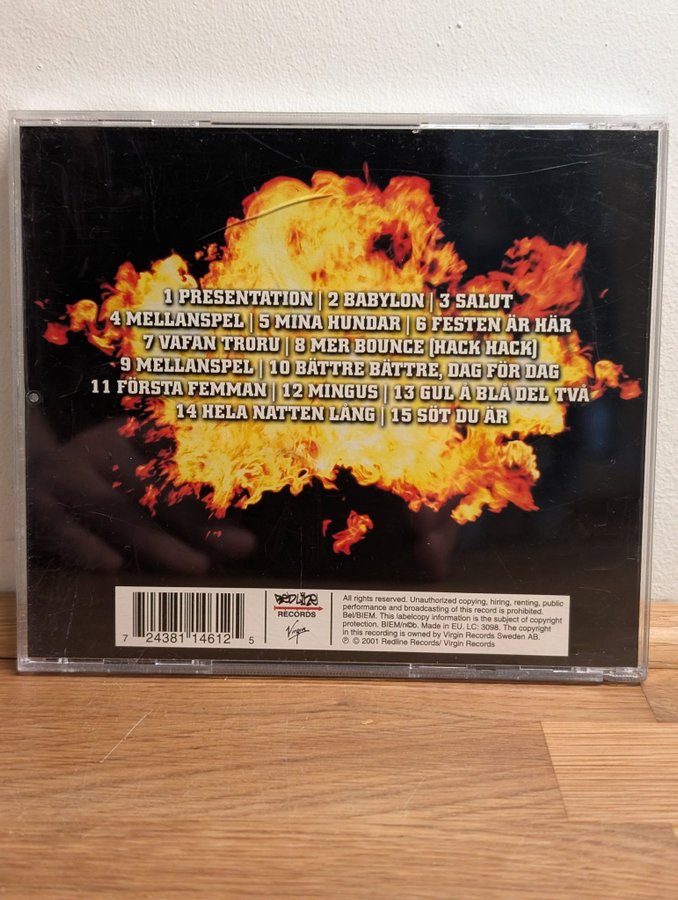 1 PRESENTATION | 2 BABYLON | 3 SALUT
4 MELLANSPEL | 5 MINA HUNDAR | 6 FESTEN ÄR HÄR
7 VAFAN TRORU | 8 MER BOUNCE (HACK HACK)
9 MELLANSPEL | 10 BÄTTRE BÄTTRE, DAG FÖR DAG
11 FÖRSTA FEMMAN | 12 MINGUS | 13 GUL Å BLÅ DEL TVÅ
14 HELA NATTEN LÅNG | 15 SÖT DU ÄR
7 24381 14612 5
REDLINE
RECORDS
Virgin
All rights reserved. Unauthorized copying, hiring, renting, public
performance and broadcasting of this record is prohibited.
Bel/BIEM. This labelcopy information is the subject of copyright
protection. BIEM/n©b. Made in EU. LC: 3098. The copyright
in this recording is owned by Virgin Records Sweden AB.
℗ © 2001 Redline Records/ Virgin Records